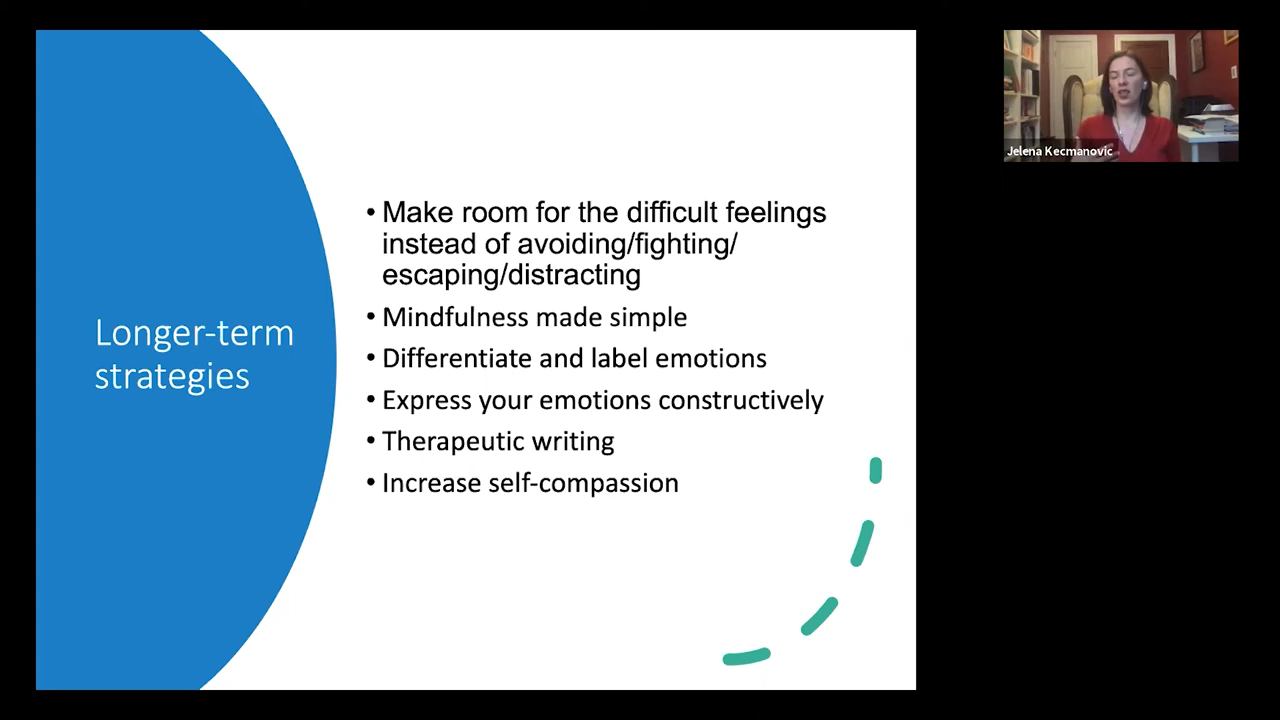 Longer-term
strategies
• Make room for the difficult feelings
instead of avoiding/fighting/
escaping/distracting
• Mindfulness made simple
• Differentiate and label emotions
• Express your emotions constructively
• Therapeutic writing
• Increase self-compassion
Jelena Kecmanovic